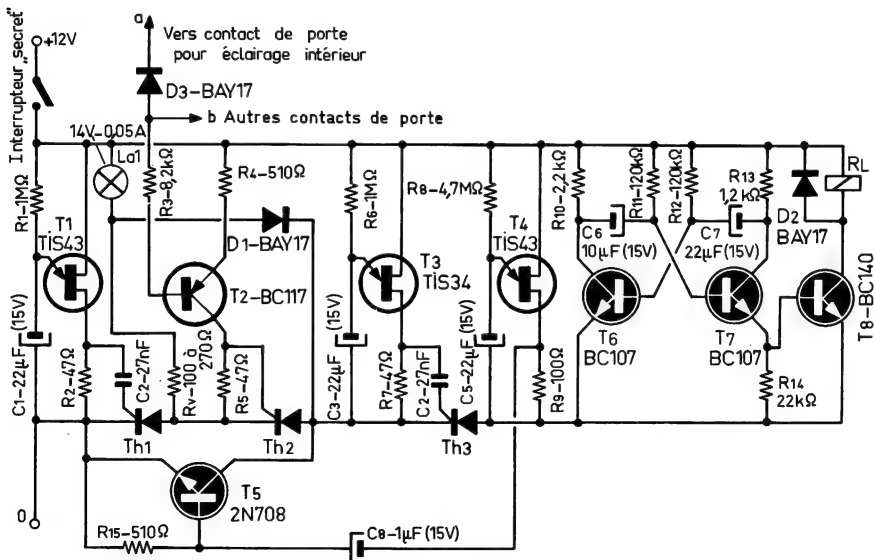 Interrupteur „secret"
+12V
a
Vers contact de porte
pour éclairage intérieur
D3–BAY17
b Autres contacts de porte
14V–0,05A
La1
R1–1MΩ
T1
TiS43
C1–22µF (15V)
R2–47Ω
C2–27nF
R3–8,2kΩ
R4–510Ω
D1–BAY17
T2–BC117
Rv–100 à
270Ω
R5–47Ω
Th1
Th2
R6–1MΩ
T3
TiS34
C3–22µF
(15V)
R7–47Ω
C2–27nF
R8–4,7MΩ
T4
TiS43
C5–22µF (15V)
R9–100Ω
Th3
R10–2,2kΩ
R11–120kΩ
R12–120kΩ
R13
1,2kΩ
C6
10µF(15V)
C7
22µF(15V)
D2
BAY17
RL
T6
BC107
T7
BC107
T8–BC140
R14
22kΩ
T5
2N708
R15–510Ω
C8–1µF(15V)
0